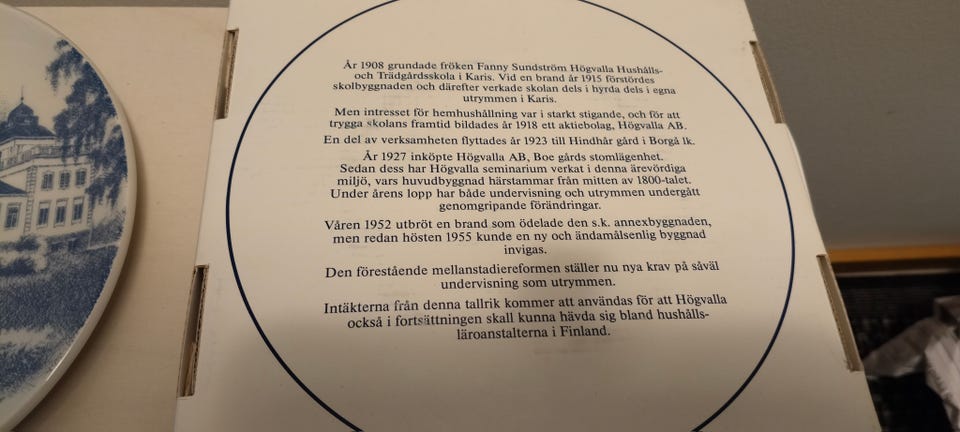 År 1908 grundade fröken Fanny Sundström Högvalla Hushålls-
och Trädgårdsskola i Karis. Vid en brand år 1915 förstördes
skolbyggnaden och därefter verkade skolan dels i hyrda dels i egna
utrymmen i Karis.
Men intresset för hemhushållning var i starkt stigande, och för att
trygga skolans framtid bildades år 1918 ett aktiebolag, Högvalla AB.
En del av verksamheten flyttades år 1923 till Hindhår gård i Borgå lk.
År 1927 inköpte Högvalla AB, Boe gårds stomlägenhet.
Sedan dess har Högvalla seminarium verkat i denna ärevördiga
miljö, vars huvudbyggnad härstammar från mitten av 1800-talet.
Under årens lopp har både undervisning och utrymmen undergått
genomgripande förändringar.
Våren 1952 utbröt en brand som ödelade den s.k. annexbyggnaden,
men redan hösten 1955 kunde en ny och ändamålsenlig byggnad
invigas.
Den förestående mellanstadiereformen ställer nu nya krav på såväl
undervisning som utrymmen.
Intäkterna från denna tallrik kommer att användas för att Högvalla
också i fortsättningen skall kunna hävda sig bland hushålls-
läroanstalterna i Finland.